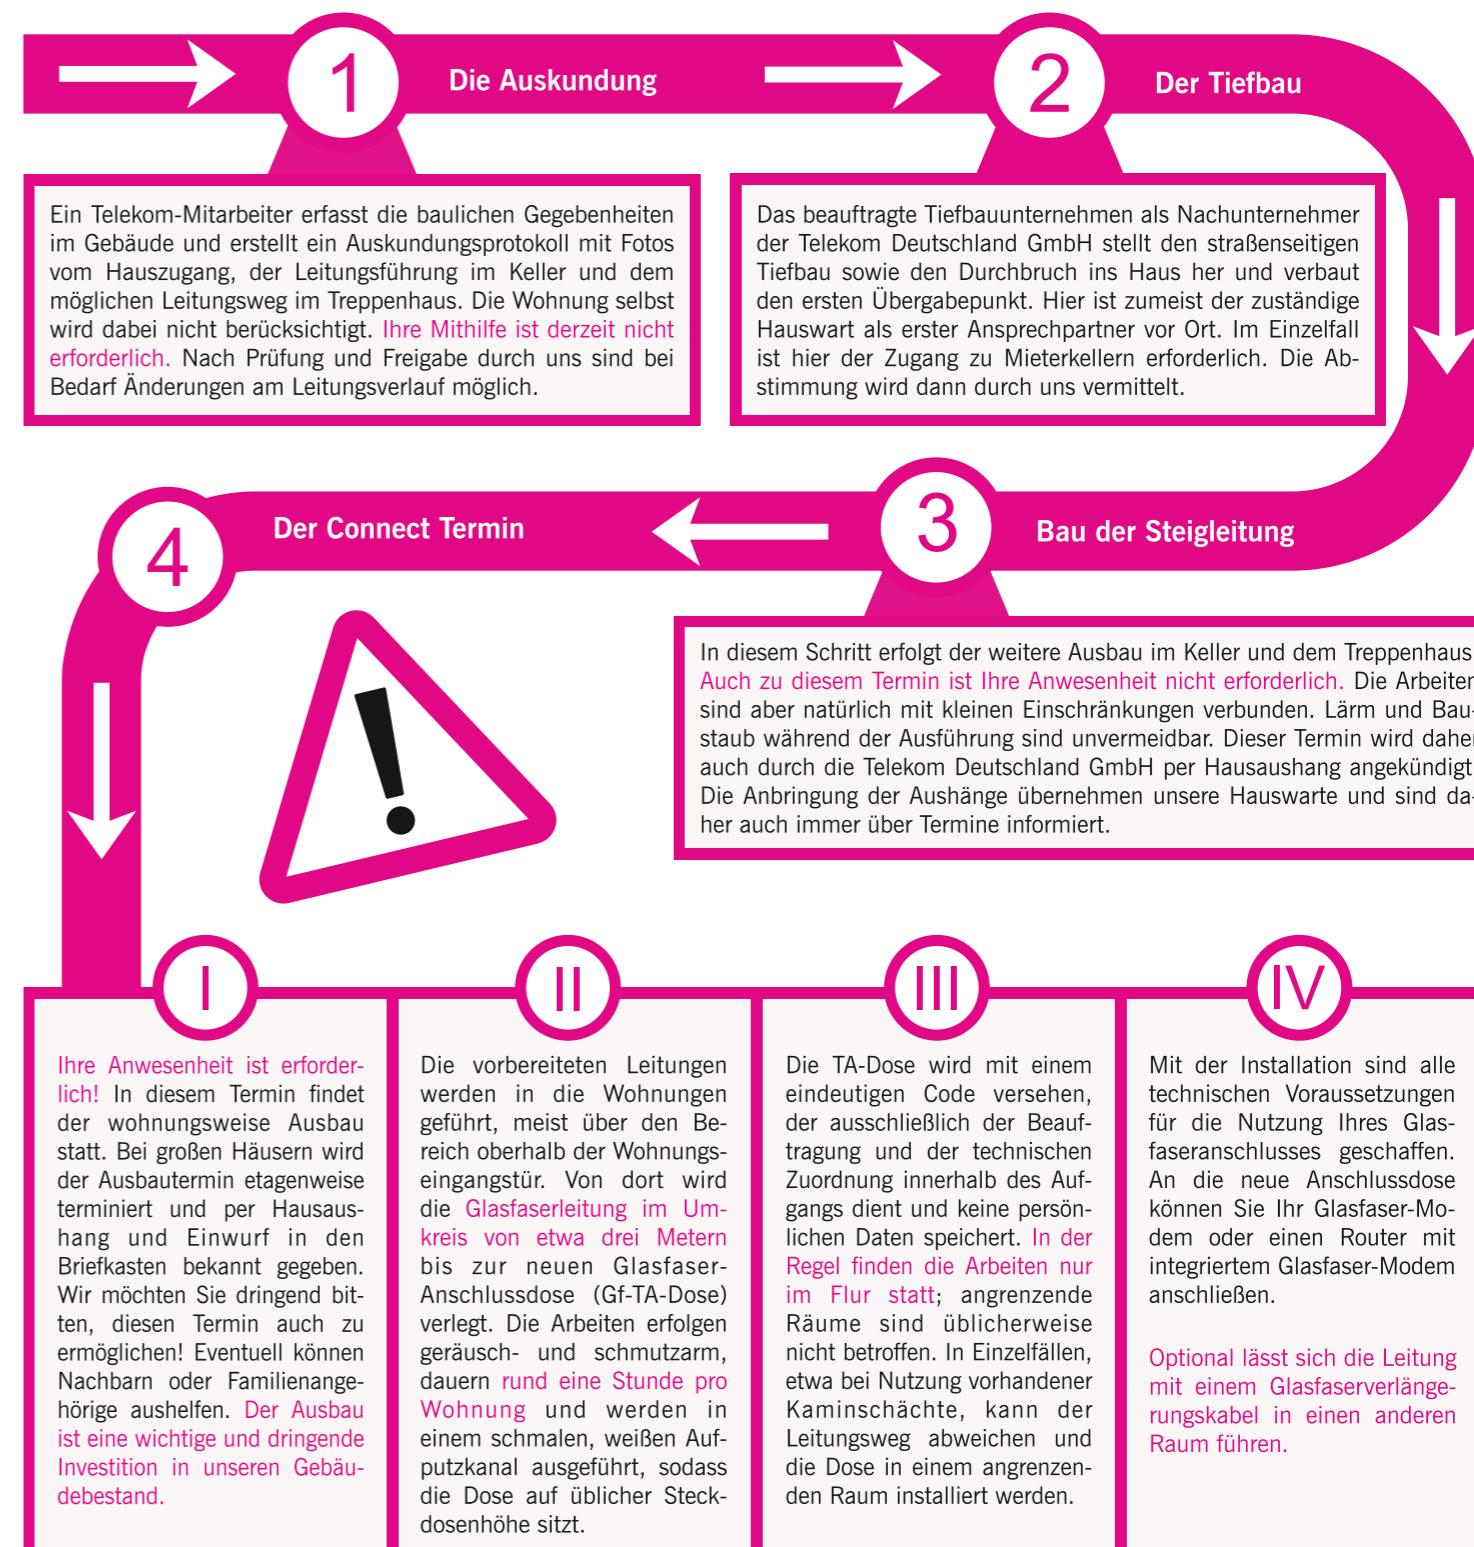 1
Die Auskundung
Ein Telekom-Mitarbeiter erfasst die baulichen Gegebenheiten
im Gebäude und erstellt ein Auskundungsprotokoll mit Fotos
vom Hauszugang, der Leitungsführung im Keller und dem
möglichen Leitungsweg im Treppenhaus. Die Wohnung selbst
wird dabei nicht berücksichtigt. Ihre Mithilfe ist derzeit nicht
erforderlich. Nach Prüfung und Freigabe durch uns sind bei
Bedarf Änderungen am Leitungsverlauf möglich.
2
Der Tiefbau
Das beauftragte Tiefbauunternehmen als Nachunternehmer
der Telekom Deutschland GmbH stellt den straßenseitigen
Tiefbau sowie den Durchbruch ins Haus her und verbaut
den ersten Übergabepunkt. Hier ist zumeist der zuständige
Hauswart als erster Ansprechpartner vor Ort. Im Einzelfall
ist hier der Zugang zu Mieterkellern erforderlich. Die Ab-
stimmung wird dann durch uns vermittelt.
3
Bau der Steigleitung
In diesem Schritt erfolgt der weitere Ausbau im Keller und dem Treppenhaus
Auch zu diesem Termin ist Ihre Anwesenheit nicht erforderlich. Die Arbeiten
sind aber natürlich mit kleinen Einschränkungen verbunden. Lärm und Bau-
staub während der Ausführung sind unvermeidbar. Dieser Termin wird daher
auch durch die Telekom Deutschland GmbH per Hausaushang angekündigt.
Die Anbringung der Aushänge übernehmen unsere Hauswarte und sind da-
her auch immer über Termine informiert.
4
Der Connect Termin
!
I
Ihre Anwesenheit ist erforder-
lich! In diesem Termin findet
der wohnungsweise Ausbau
statt. Bei großen Häusern wird
der Ausbautermin etagenweise
terminiert und per Hausaus-
hang und Einwurf in den
Briefkasten bekannt gegeben.
Wir möchten Sie dringend bit-
ten, diesen Termin auch zu
ermöglichen! Eventuell können
Nachbarn oder Familienange-
hörige aushelfen. Der Ausbau
ist eine wichtige und dringende
Investition in unseren Gebäu-
debestand.
II
Die vorbereiteten Leitungen
werden in die Wohnungen
geführt, meist über den Be-
reich oberhalb der Wohnungs-
eingangstür. Von dort wird
die Glasfaserleitung im Um-
kreis von etwa drei Metern
bis zur neuen Glasfaser-
Anschlussdose (Gf-TA-Dose)
verlegt. Die Arbeiten erfolgen
geräusch- und schmutzarm,
dauern rund eine Stunde pro
Wohnung und werden in
einem schmalen, weißen Auf-
putzkanal ausgeführt, sodass
die Dose auf üblicher Steck-
dosenhöhe sitzt.
III
Die TA-Dose wird mit einem
eindeutigen Code versehen,
der ausschließlich der Beauf-
tragung und der technischen
Zuordnung innerhalb des Auf-
gangs dient und keine persön-
lichen Daten speichert. In der
Regel finden die Arbeiten nur
im Flur statt; angrenzende
Räume sind üblicherweise
nicht betroffen. In Einzelfällen,
etwa bei Nutzung vorhandener
Kaminschächte, kann der
Leitungsweg abweichen und
die Dose in einem angrenzen-
den Raum installiert werden.
IV
Mit der Installation sind alle
technischen Voraussetzungen
für die Nutzung Ihres Glas-
faseranschlusses geschaffen.
An die neue Anschlussdose
können Sie Ihr Glasfaser-Mo-
dem oder einen Router mit
integriertem Glasfaser-Modem
anschließen.
Optional lässt sich die Leitung
mit einem Glasfaserverlänge-
rungskabel in einen anderen
Raum führen.